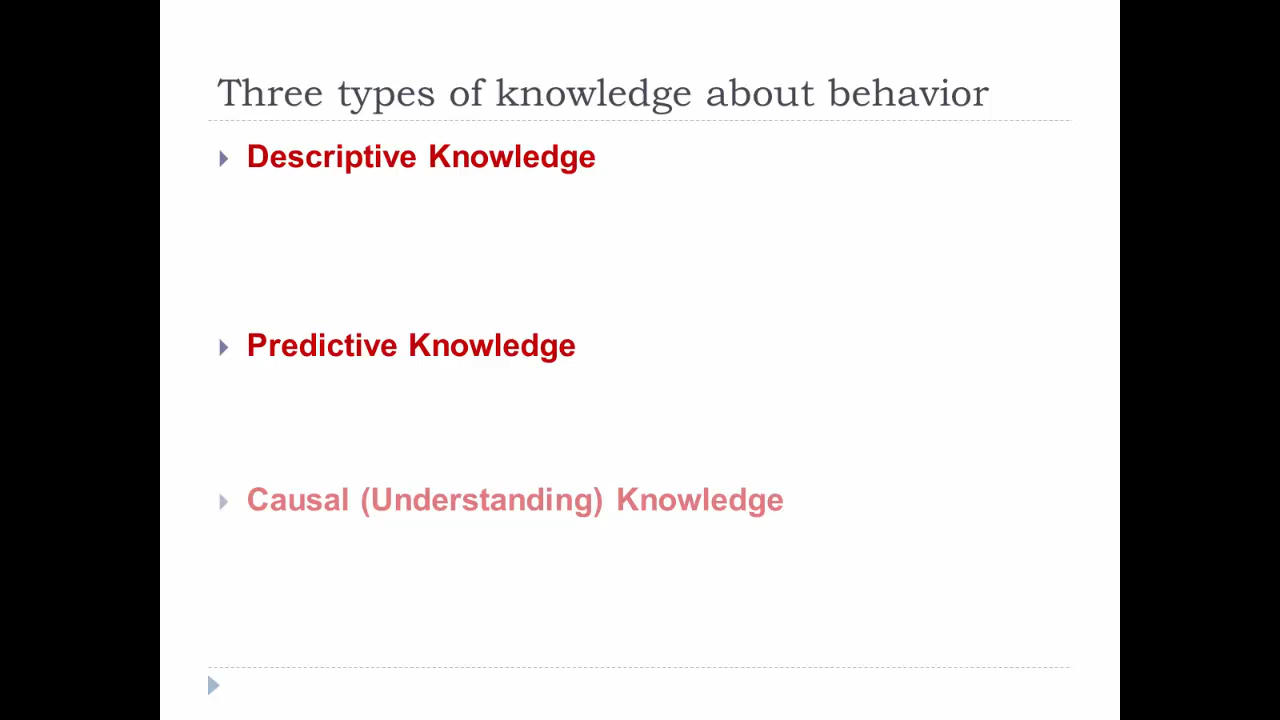 Three types of knowledge about behavior
Descriptive Knowledge
Predictive Knowledge
Causal (Understanding) Knowledge